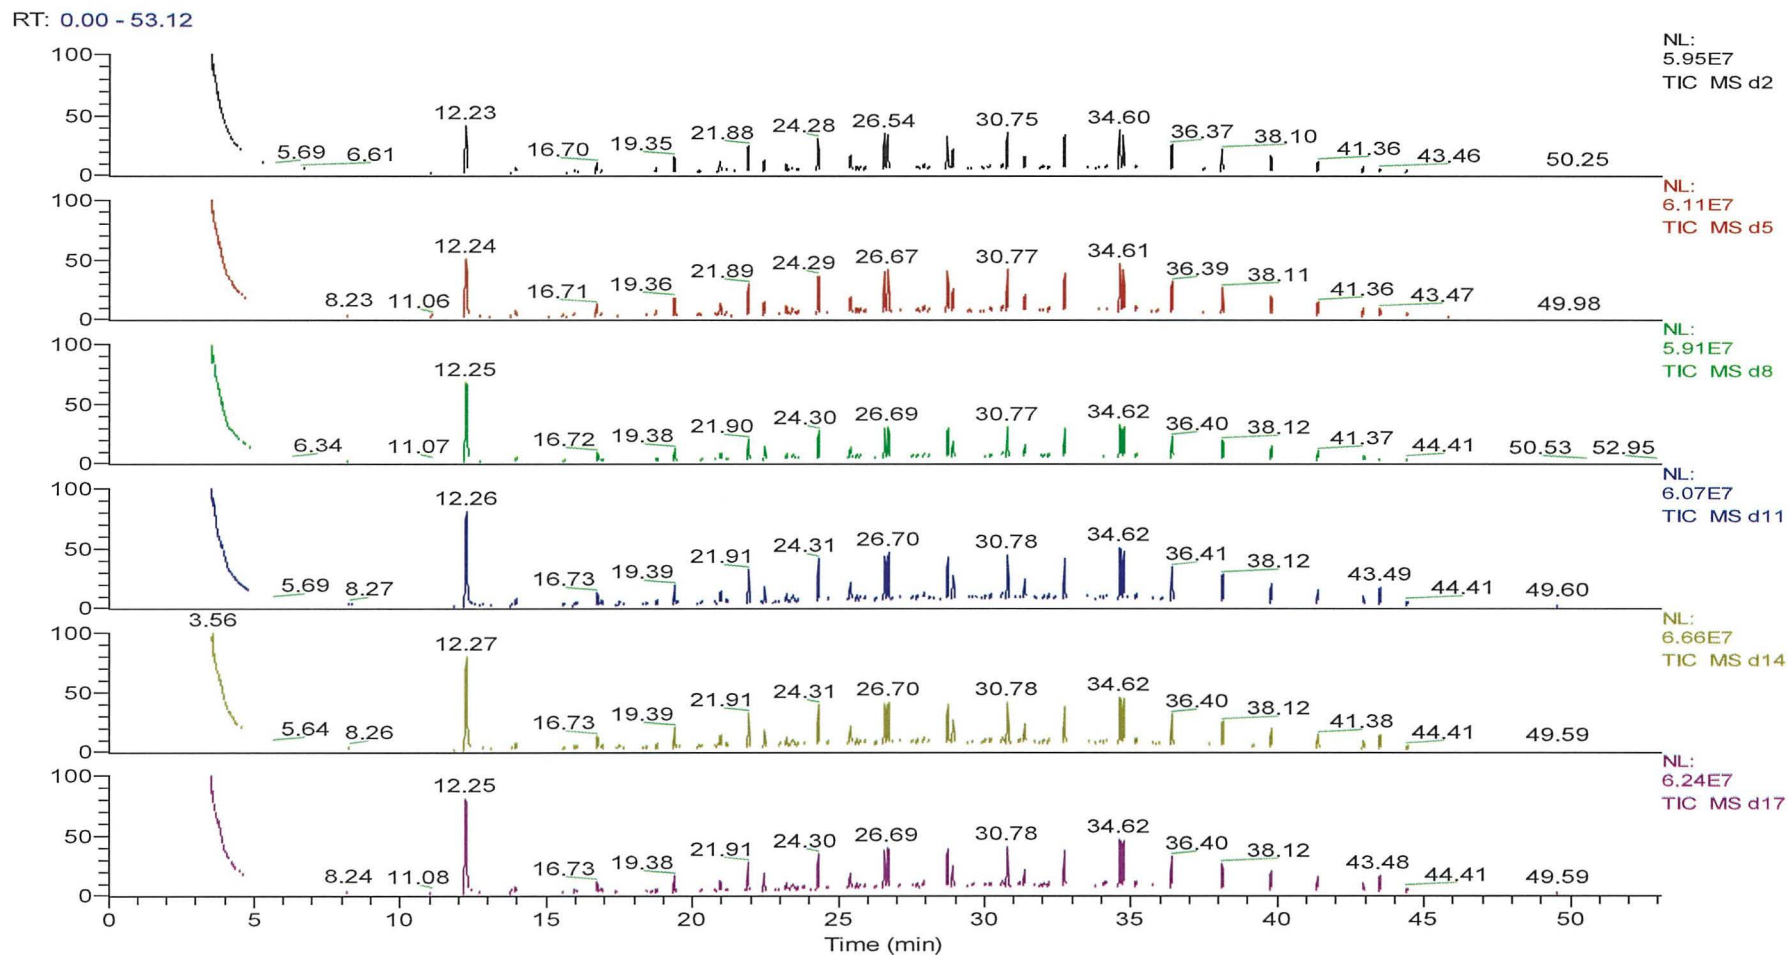 RT: 0.00 - 53.12
NL:
5.95E7
TIC MS d2
100
50
0
5.69 6.61 12.23 16.70 19.35 21.88 24.28 26.54 30.75 34.60 36.37 38.10 41.36 43.46 50.25
NL:
6.11E7
TIC MS d5
100
50
0
8.23 11.06 12.24 16.71 19.36 21.89 24.29 26.67 30.77 34.61 36.39 38.11 41.36 43.47 49.98
NL:
5.91E7
TIC MS d8
100
50
0
6.34 11.07 12.25 16.72 19.38 21.90 24.30 26.69 30.77 34.62 36.40 38.12 41.37 44.41 50.53 52.95
NL:
6.07E7
TIC MS d11
100
50
0
5.69 8.27 12.26 16.73 19.39 21.91 24.31 26.70 30.78 34.62 36.41 38.12 43.49 44.41 49.60
NL:
6.66E7
TIC MS d14
100
50
0
3.56 5.64 8.26 12.27 16.73 19.39 21.91 24.31 26.70 30.78 34.62 36.40 38.12 41.38 44.41 49.59
NL:
6.24E7
TIC MS d17
100
50
0
8.24 11.08 12.25 16.73 19.38 21.91 24.30 26.69 30.78 34.62 36.40 38.12 43.48 44.41 49.59
0 5 10 15 20 25 30 35 40 45 50
Time (min)